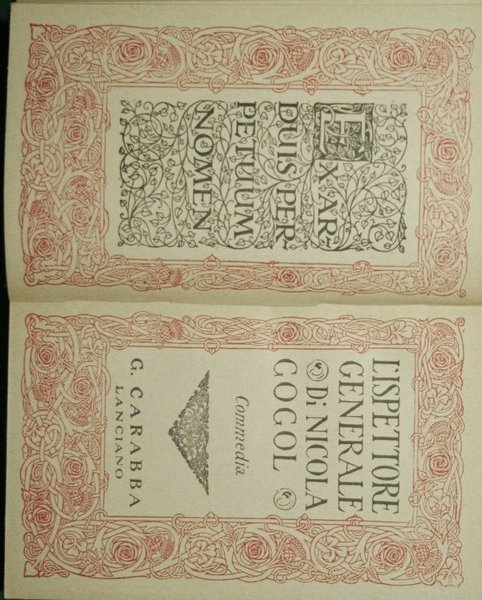 EX AR-
DUIS PER-
PETUUM
NOMEN
L'ISPETTORE
GENERALE
DI NICOLA
GOGOL
Commedia
G. CARABBA
LANCIANO